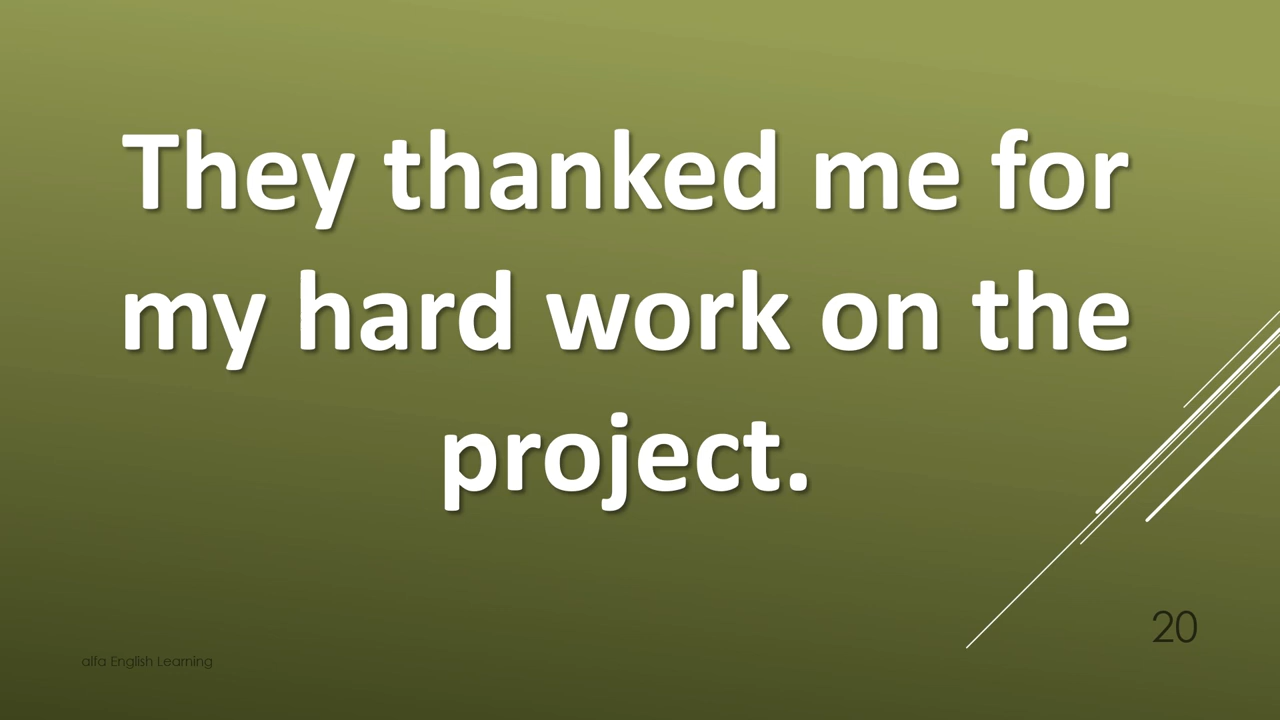 They thanked me for
my hard work on the
project.
20
alfa English Learning